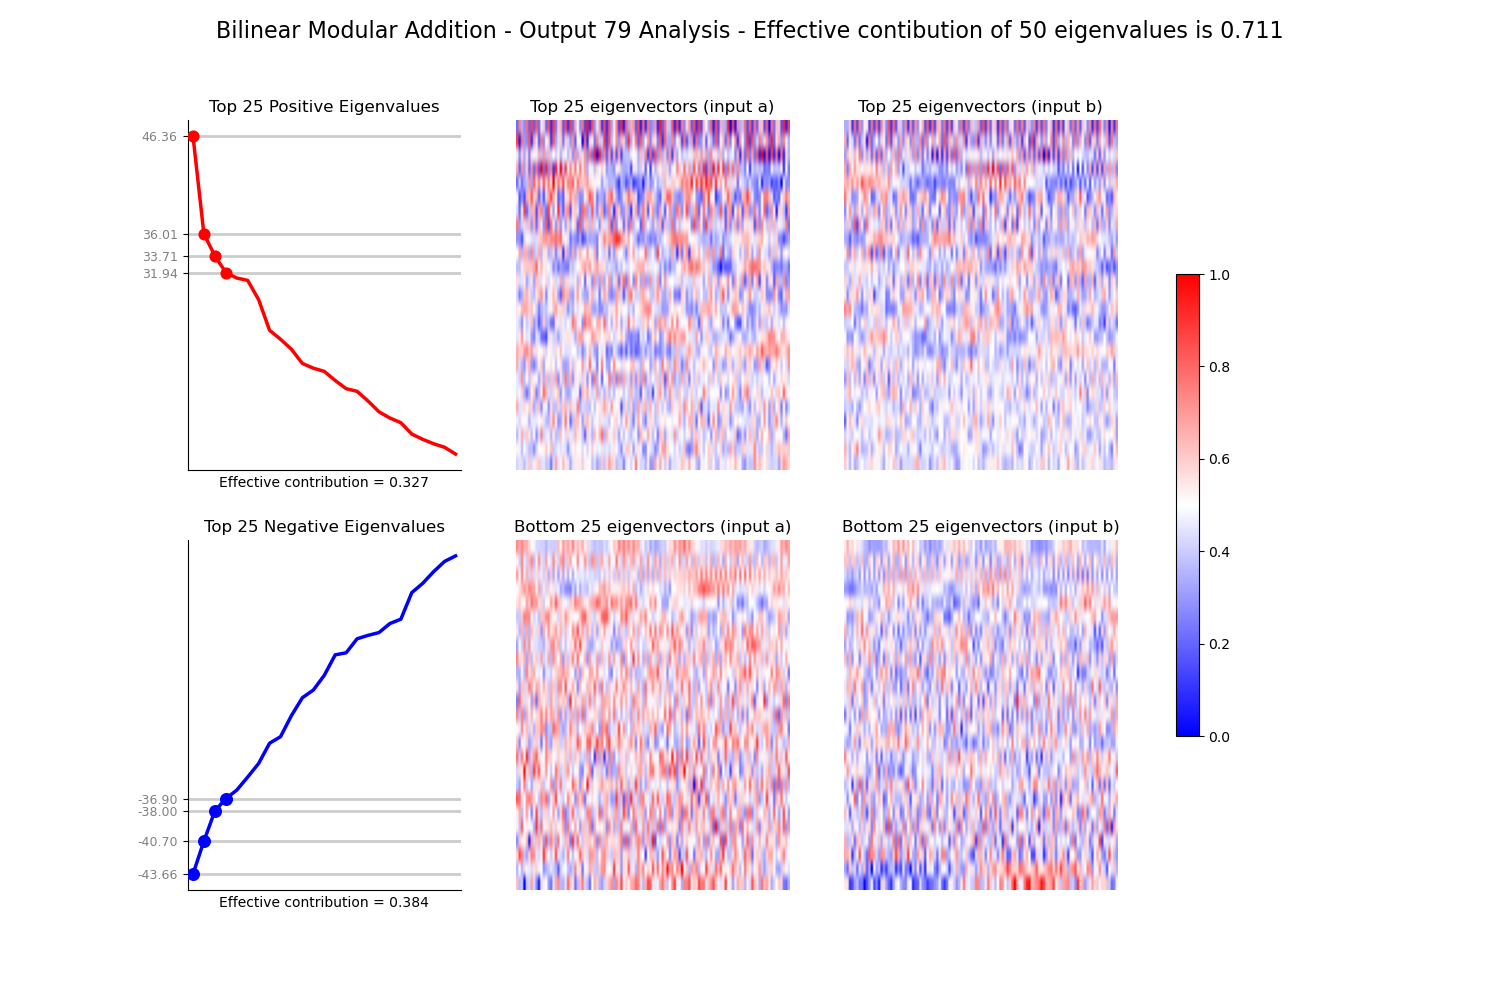 Bilinear Modular Addition - Output 79 Analysis - Effective contibution of 50 eigenvalues is 0.711
Top 25 Positive Eigenvalues
Top 25 eigenvectors (input a)
Top 25 eigenvectors (input b)
46.36
36.01
33.71
31.94
Effective contribution = 0.327
Top 25 Negative Eigenvalues
Bottom 25 eigenvectors (input a)
Bottom 25 eigenvectors (input b)
-36.90
-38.00
-40.70
-43.66
Effective contribution = 0.384
1.0
0.8
0.6
0.4
0.2
0.0